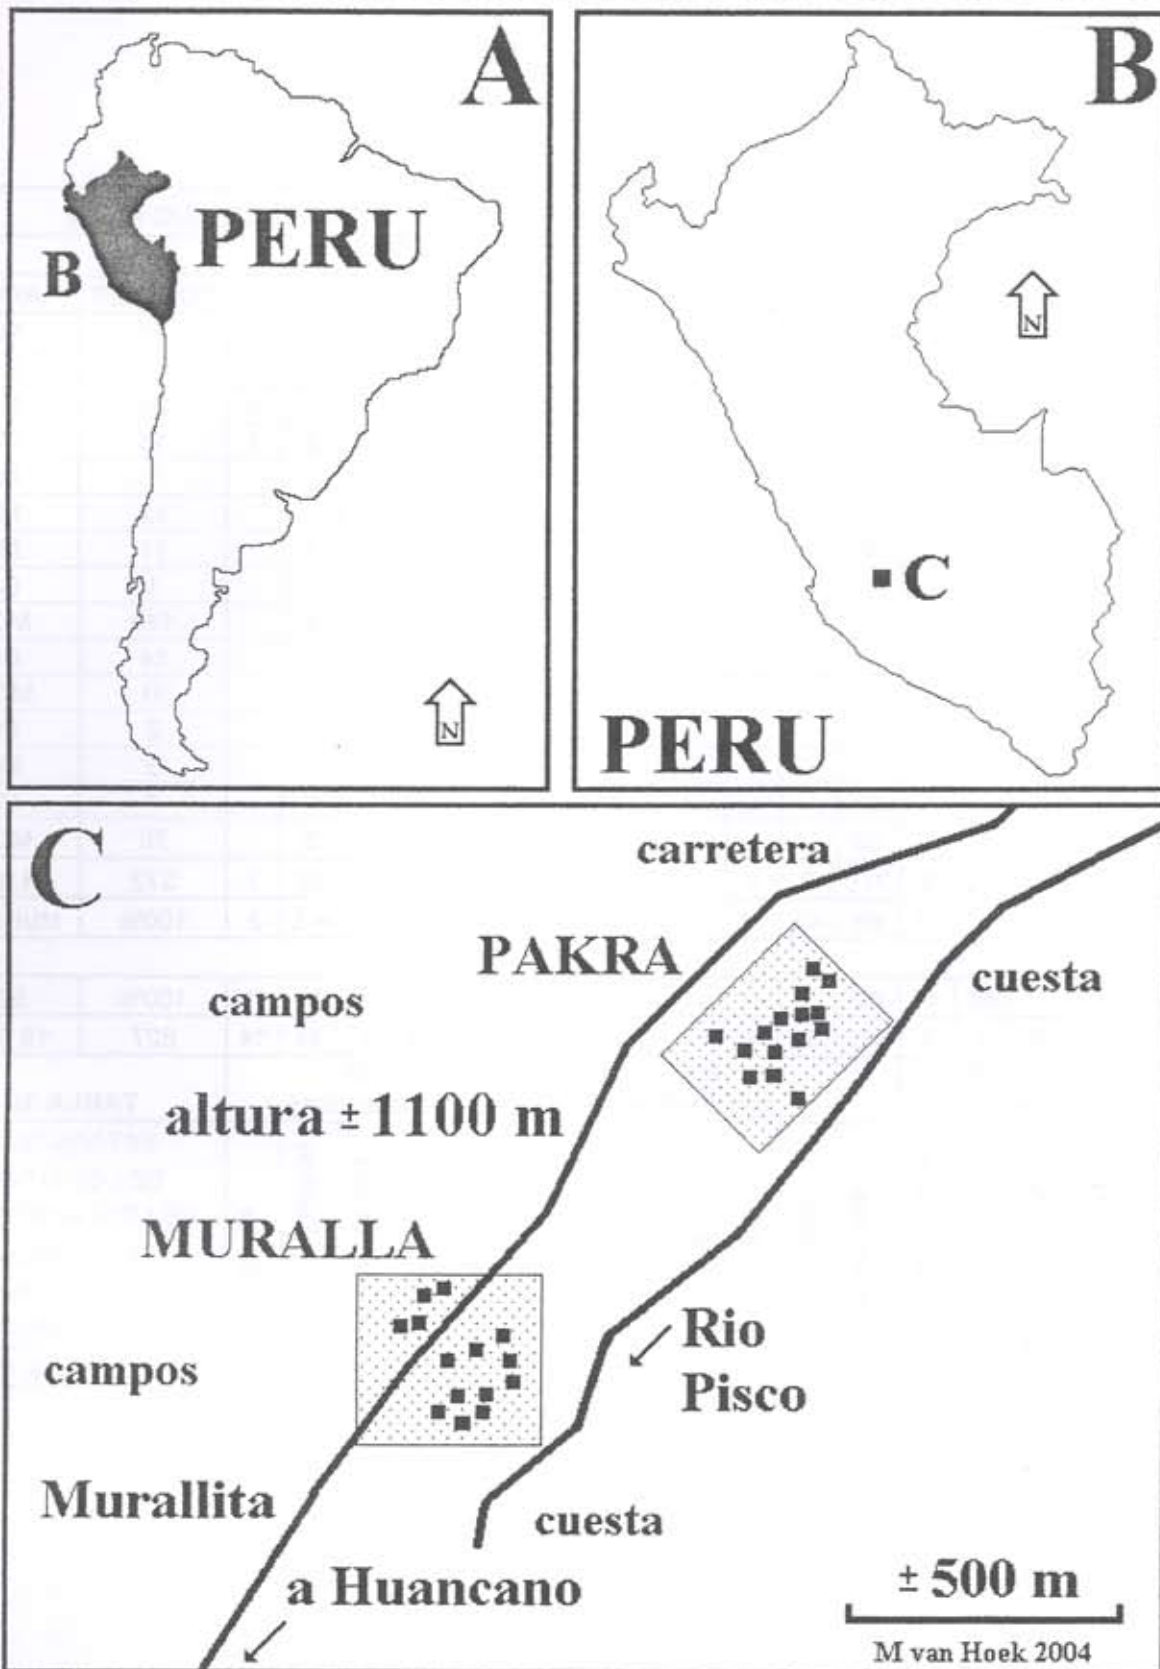 A
PERU
B
N
B
N
C
PERU
C
carretera
PAKRA
cuesta
campos
altura ± 1100 m
MURALLA
Rio
Pisco
campos
Murallita
cuesta
a Huancano
± 500 m
M van Hoek 2004